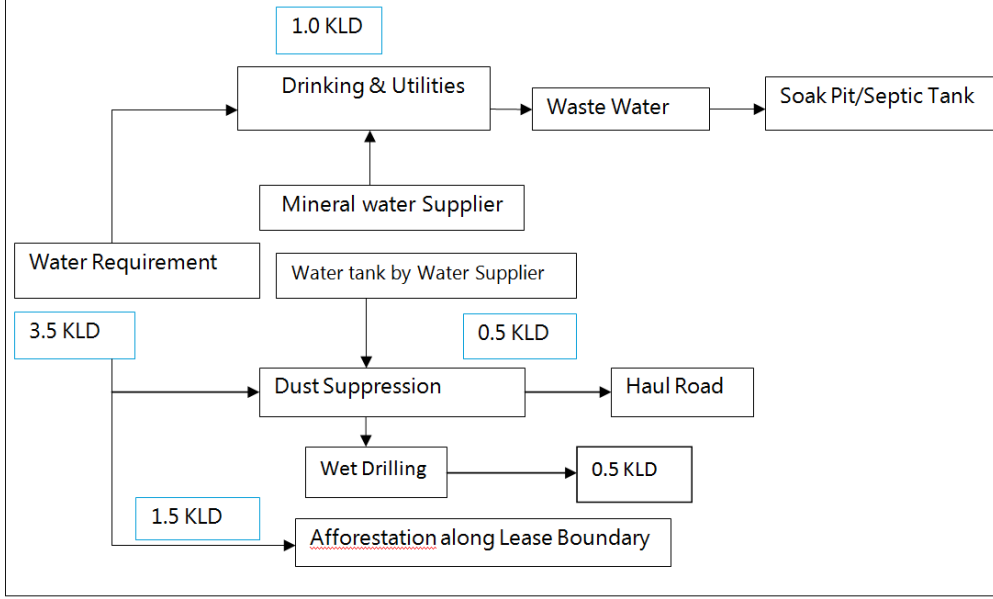 1.0 KLD
Drinking & Utilities
Waste Water
Soak Pit/Septic Tank
Mineral water Supplier
Water Requirement
Water tank by Water Supplier
3.5 KLD
0.5 KLD
Dust Suppression
Haul Road
Wet Drilling
0.5 KLD
1.5 KLD
Afforestation along Lease Boundary